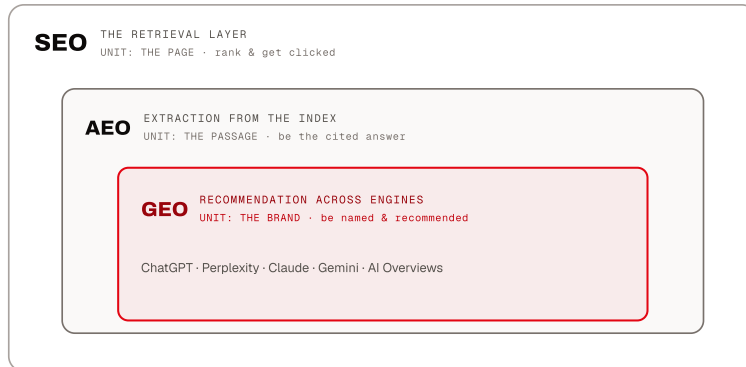 SEO THE RETRIEVAL LAYER
UNIT: THE PAGE · rank & get clicked
AEO EXTRACTION FROM THE INDEX
UNIT: THE PASSAGE · be the cited answer
GEO RECOMMENDATION ACROSS ENGINES
UNIT: THE BRAND · be named & recommended
ChatGPT · Perplexity · Claude · Gemini · AI Overviews